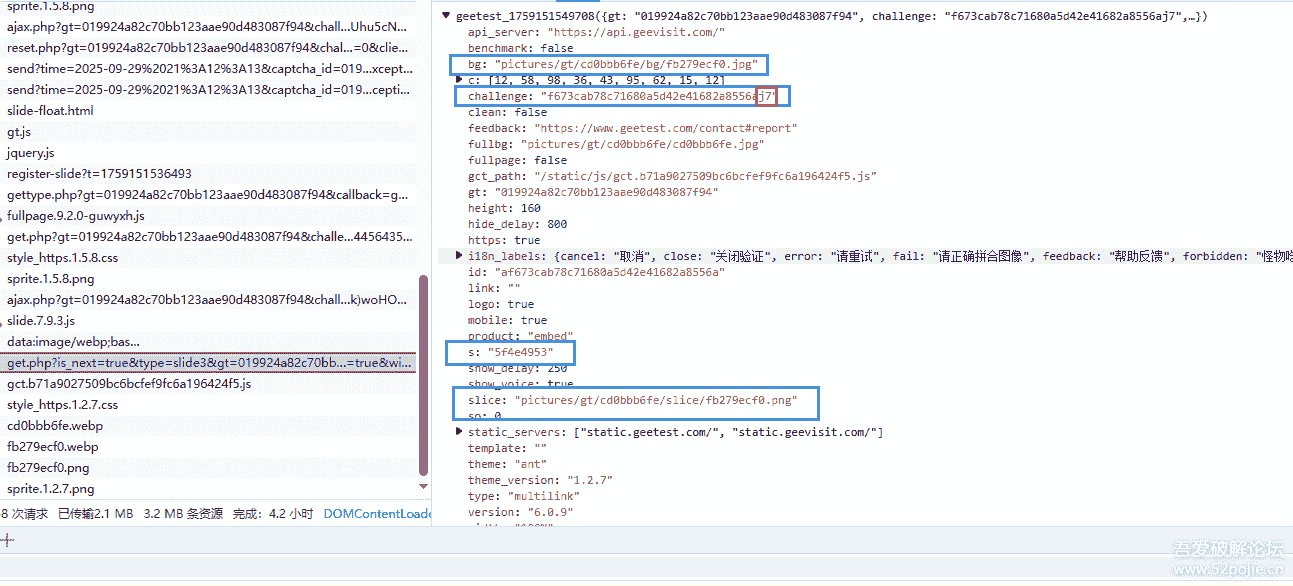 sprite.1.5.8.png
ajax.php?gt=019924a82c70bb123aae90d483087f94&chall...Uhu5cN...
reset.php?gt=019924a82c70bb123aae90d483087f94&chal...=0&clie...
send?time=2025-09-29%2021%3A12%3A13&captcha_id=019...xcept...
send?time=2025-09-29%2021%3A12%3A13&captcha_id=019...cepti...
slide-float.html
gt.js
jquery.js
register-slide?t=1759151536493
gettype.php?gt=019924a82c70bb123aae90d483087f94&callback=g...
fullpage.9.2.0-guwyxh.js
get.php?gt=019924a82c70bb123aae90d483087f94&challe...4456435...
style_https.1.5.8.css
sprite.1.5.8.png
ajax.php?gt=019924a82c70bb123aae90d483087f94&chall...k)woHO...
slide.7.9.3.js
data:image/webp;bas...
get.php?is_next=true&type=slide3&gt=019924a82c70bb...=true&wi...
gct.b71a9027509bc6bcfef9fc6a196424f5.js
style_https.1.2.7.css
cd0bbb6fe.webp
fb279ecf0.webp
fb279ecf0.png
sprite.1.2.7.png
8 次请求 已传输2.1 MB 3.2 MB 条资源 完成: 4.2 小时 DOMContentLoade
geetest_1759151549708({gt: "019924a82c70bb123aae90d483087f94", challenge: "f673cab78c71680a5d42e41682a8556aj7",…})
api_server: "https://api.geevisit.com/"
benchmark: false
bg: "pictures/gt/cd0bbb6fe/bg/fb279ecf0.jpg"
c: [12, 58, 98, 36, 43, 95, 62, 15, 12]
challenge: "f673cab78c71680a5d42e41682a8556aj7"
clean: false
feedback: "https://www.geetest.com/contact#report"
fullbg: "pictures/gt/cd0bbb6fe/cd0bbb6fe.jpg"
fullpage: false
gct_path: "/static/js/gct.b71a9027509bc6bcfef9fc6a196424f5.js"
gt: "019924a82c70bb123aae90d483087f94"
height: 160
hide_delay: 800
https: true
i18n_labels: {cancel: "取消", close: "关闭验证", error: "请重试", fail: "请正确拼合图像", feedback: "帮助反馈", forbidden: "怪物吃
id: "af673cab78c71680a5d42e41682a8556a"
link: ""
logo: true
mobile: true
product: "embed"
s: "5f4e4953"
show_delay: 250
show_voice: true
slice: "pictures/gt/cd0bbb6fe/slice/fb279ecf0.png"
so: 0
static_servers: ["static.geetest.com/", "static.geevisit.com/"]
template: ""
theme: "ant"
theme_version: "1.2.7"
type: "multilink"
version: "6.0.9"
width: "100%"
吾爱破解论坛
www.52pojie.cn